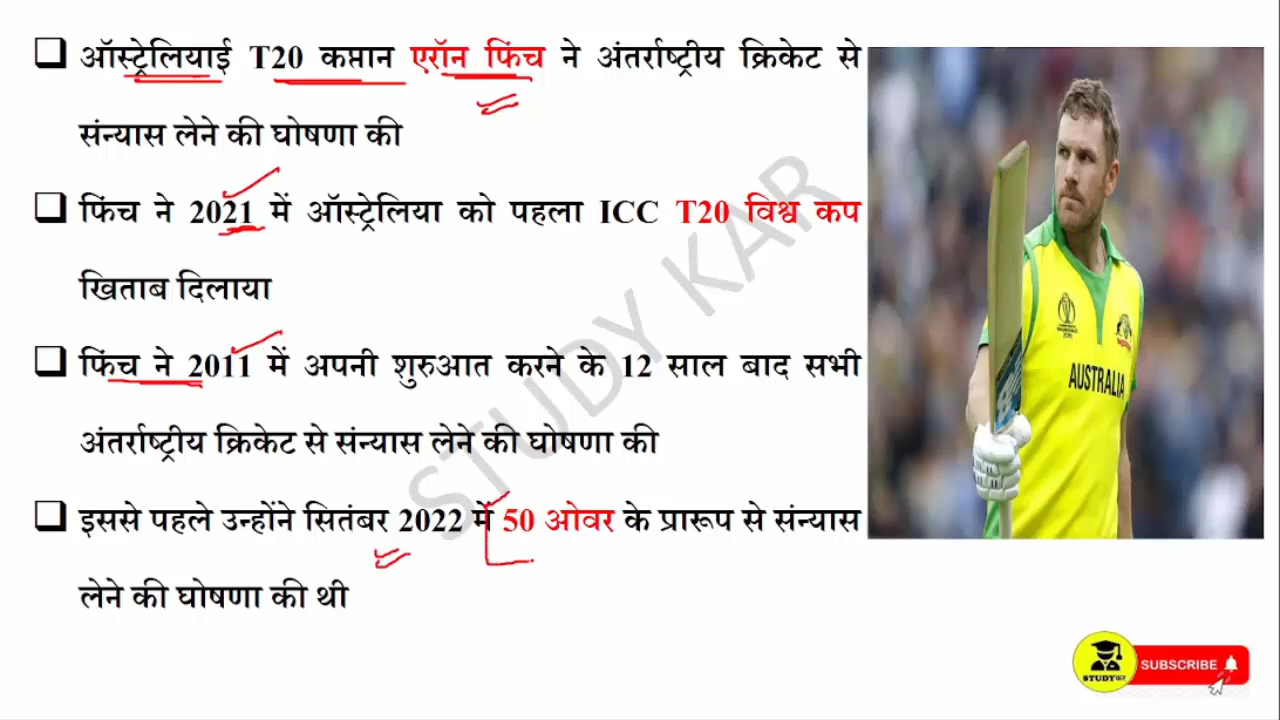 ऑस्ट्रेलियाई T20 कप्तान एरॉन फिंच ने अंतर्राष्ट्रीय क्रिकेट से
संन्यास लेने की घोषणा की
फिंच ने 2021 में ऑस्ट्रेलिया को पहला ICC T20 विश्व कप
खिताब दिलाया
फिंच ने 2011 में अपनी शुरुआत करने के 12 साल बाद सभी
अंतर्राष्ट्रीय क्रिकेट से संन्यास लेने की घोषणा की
इससे पहले उन्होंने सितंबर 2022 में 50 ओवर के प्रारूप से संन्यास
लेने की घोषणा की थी
STUDY KAR
AUSTRALIA
SUBSCRIBE